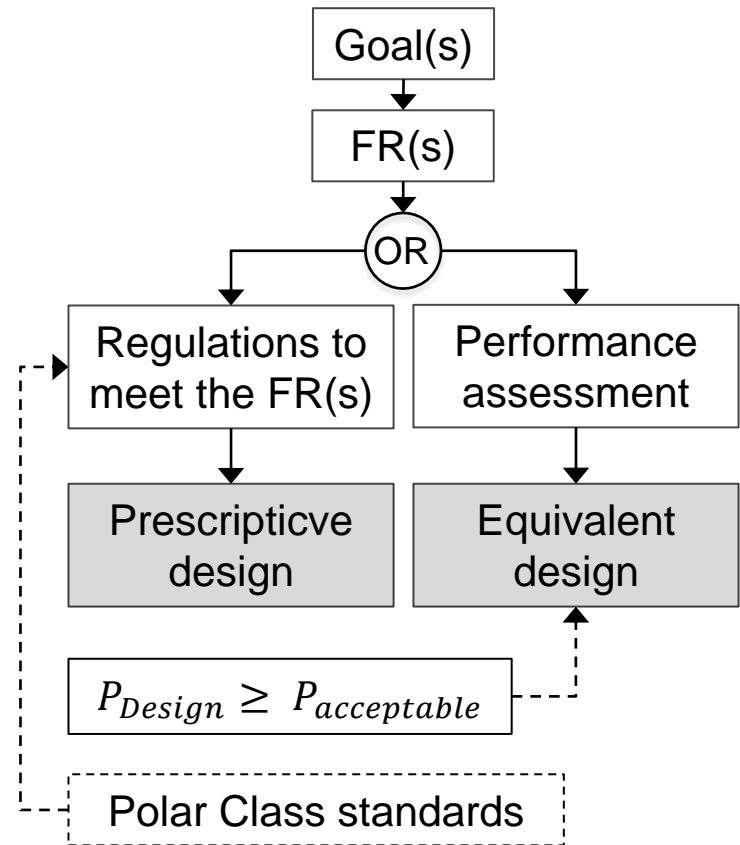 Goal(s)
FR(s)
OR
Regulations to
meet the FR(s)
Performance
assessment
Prescripticve
design
Equivalent
design
P_Design ≥ P_acceptable
Polar Class standards